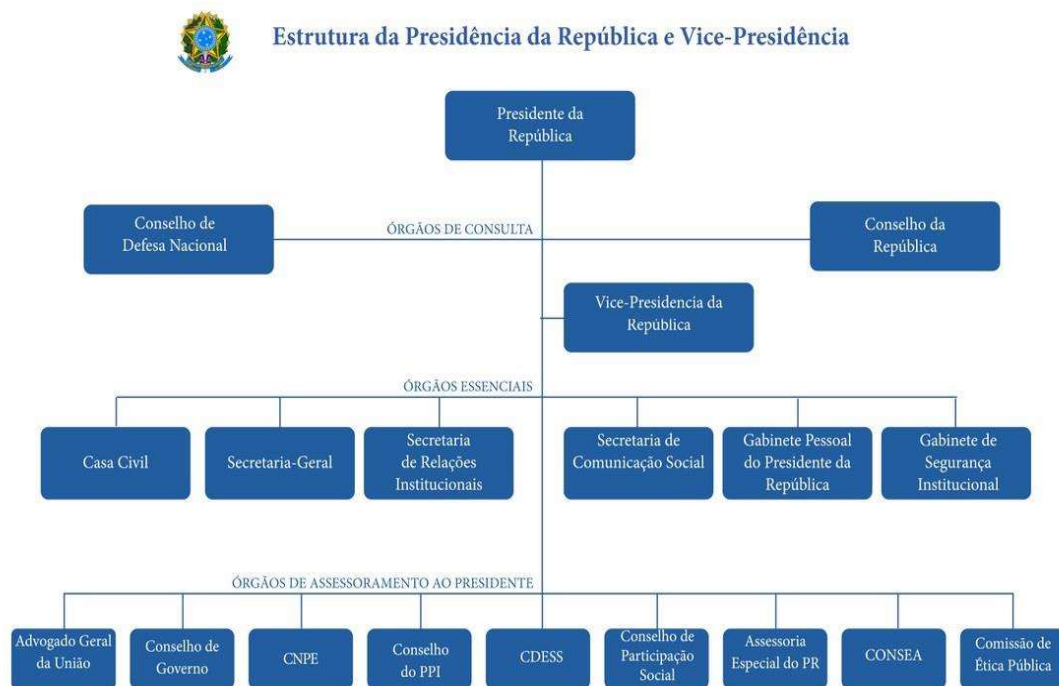 Estrutura da Presidência da República e Vice-Presidência
Presidente da
República
Conselho de
Defesa Nacional
ÓRGÃOS DE CONSULTA
Conselho da
República
Vice-Presidencia da
República
ÓRGÃOS ESSENCIAIS
Casa Civil
Secretaria-Geral
Secretaria
de Relações
Institucionais
Secretaria de
Comunicação Social
Gabinete Pessoal
do Presidente da
República
Gabinete de
Segurança
Institucional
ÓRGÃOS DE ASSESSORAMENTO AO PRESIDENTE
Advogado Geral
da União
Conselho de
Governo
CNPE
Conselho
do PPI
CDESS
Conselho de
Participação
Social
Assessoria
Especial do PR
CONSEA
Comissão de
Ética Pública